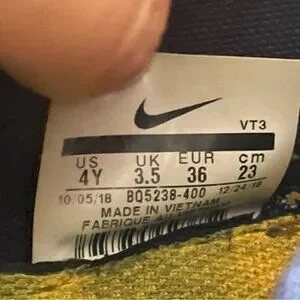 VT3
US UK EUR cm
4Y 3.5 36 23
10/05/18 BQ5238-400 12/24/18
MADE IN VIETNAM
FABRIQUÉ